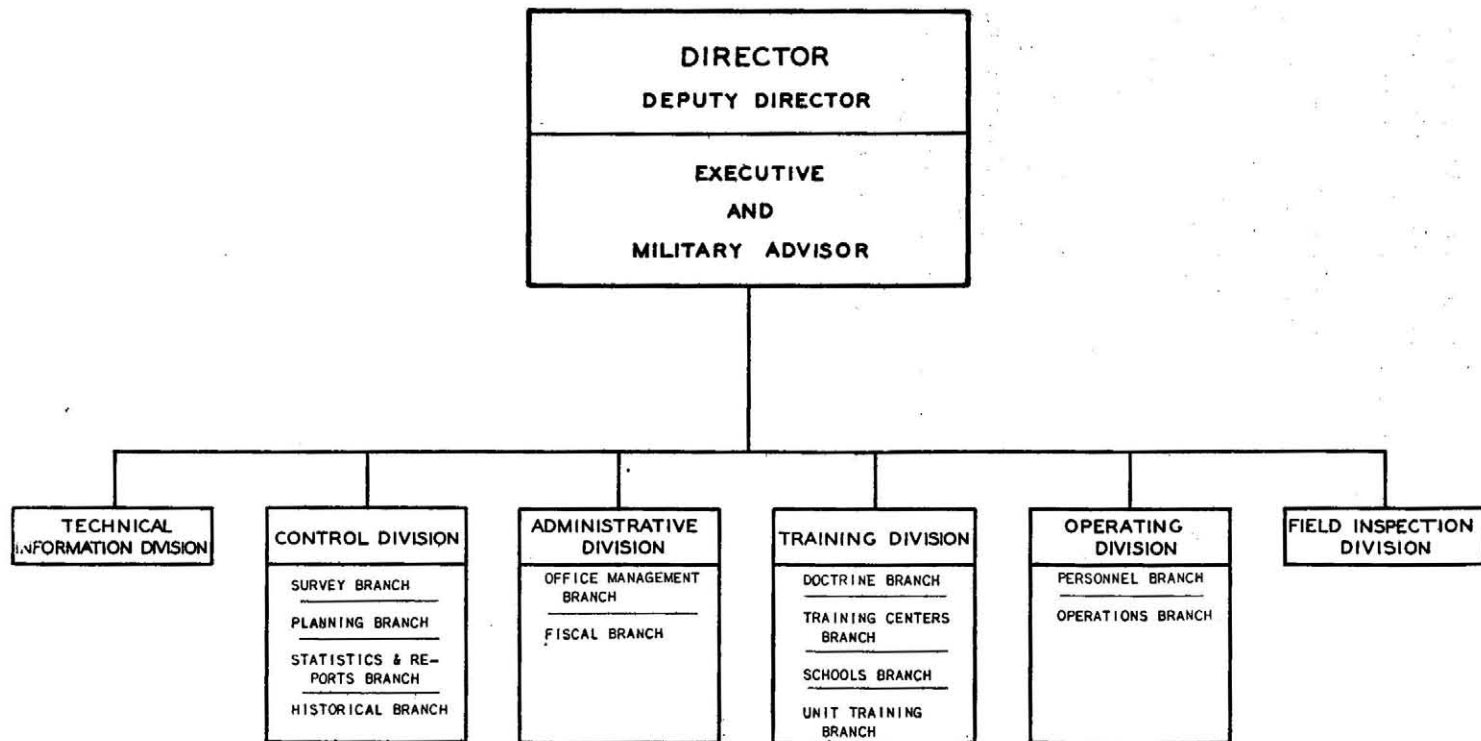 DIRECTOR
DEPUTY DIRECTOR
EXECUTIVE
AND
MILITARY ADVISOR
TECHNICAL
INFORMATION DIVISION
CONTROL DIVISION
SURVEY BRANCH
PLANNING BRANCH
STATISTICS & RE-
PORTS BRANCH
HISTORICAL BRANCH
ADMINISTRATIVE
DIVISION
OFFICE MANAGEMENT
BRANCH
FISCAL BRANCH
TRAINING DIVISION
DOCTRINE BRANCH
TRAINING CENTERS
BRANCH
SCHOOLS BRANCH
UNIT TRAINING
BRANCH
OPERATING
DIVISION
PERSONNEL BRANCH
OPERATIONS BRANCH
FIELD INSPECTION
DIVISION